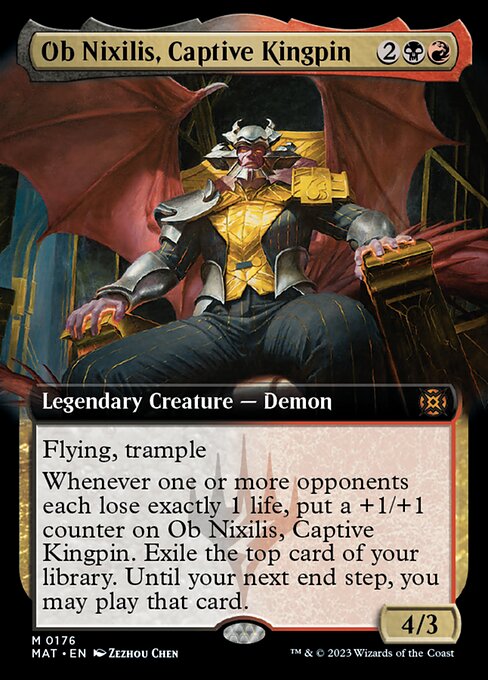 Ob Nixilis, Captive Kingpin 2
Legendary Creature — Demon
Flying, trample
Whenever one or more opponents
each lose exactly 1 life, put a +1/+1
counter on Ob Nixilis, Captive
Kingpin. Exile the top card of your
library. Until your next end step, you
may play that card.
4/3
M 0176
MAT • EN Zezhou Chen
™ & © 2023 Wizards of the Coast